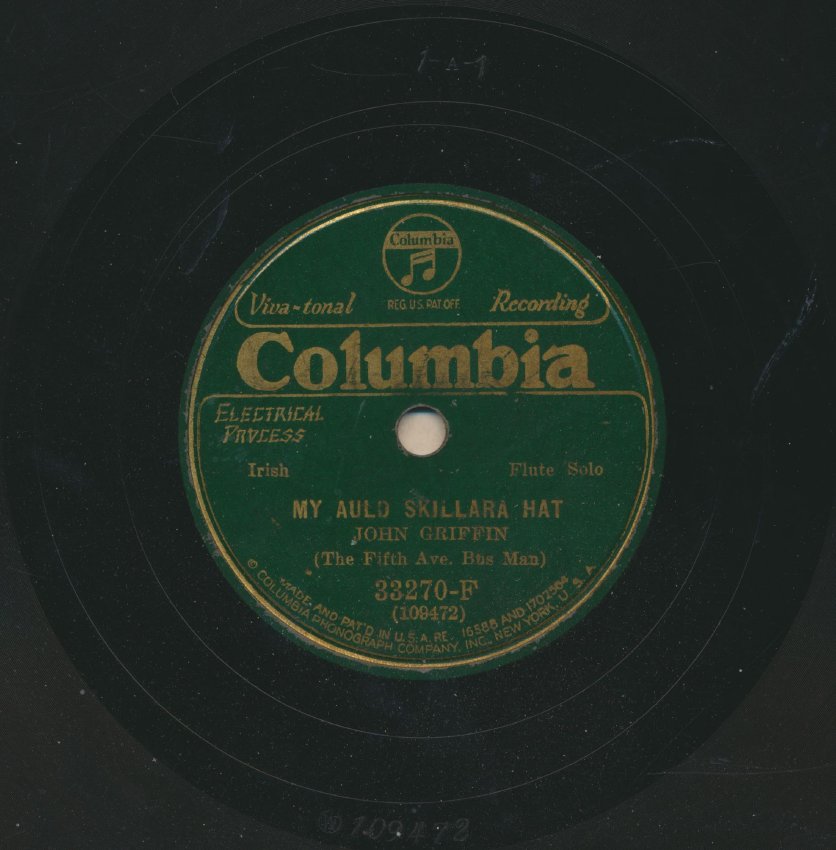 1-A-1
Columbia
Viva-tonal REG. U.S. PAT. OFF. Recording
Columbia
ELECTRICAL
PROCESS
Irish Flute Solo
MY AULD SKILLARA HAT
JOHN GRIFFIN
(The Fifth Ave. Bus Man)
33270-F
(109472)
MADE AND PAT'D IN U.S.A. RE. 16588 AND 1702564
© COLUMBIA PHONOGRAPH COMPANY, INC., NEW YORK, U.S.A.
W 109472